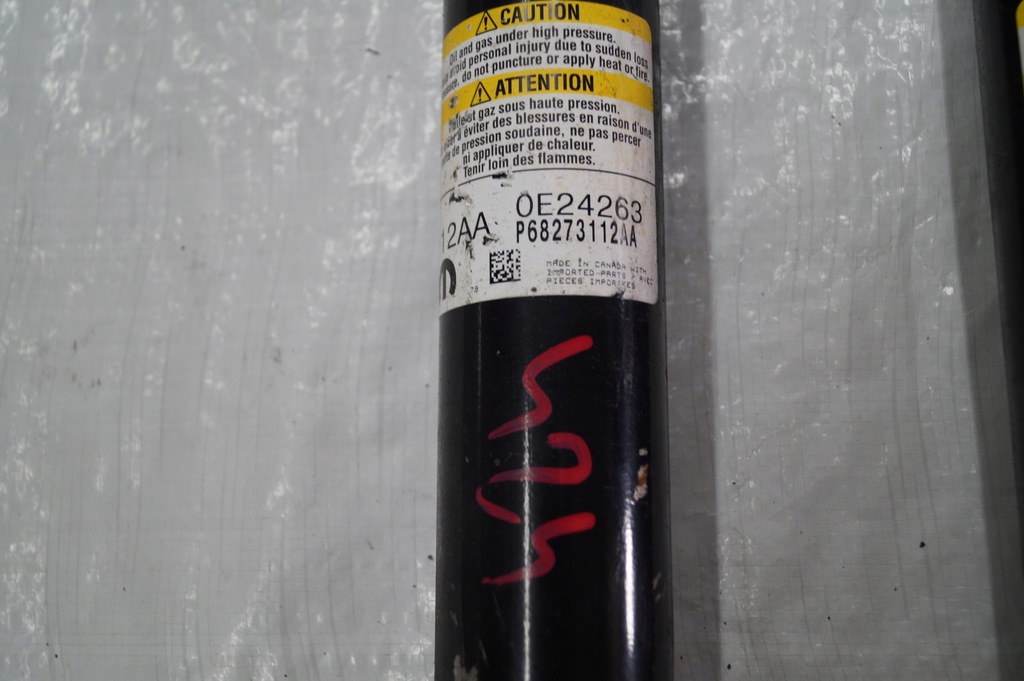 CAUTION
Oil and gas under high pressure.
avoid personal injury due to sudden loss
do not puncture or apply heat or fire.
ATTENTION
et gaz sous haute pression.
à éviter des blessures en raison d'une
de pression soudaine, ne pas percer
ni appliquer de chaleur.
Tenir loin des flammes.
12AA OE24263
P68273112AA
MADE IN CANADA WITH
IMPORTED PARTS / AVEC
PIECES IMPORTEES